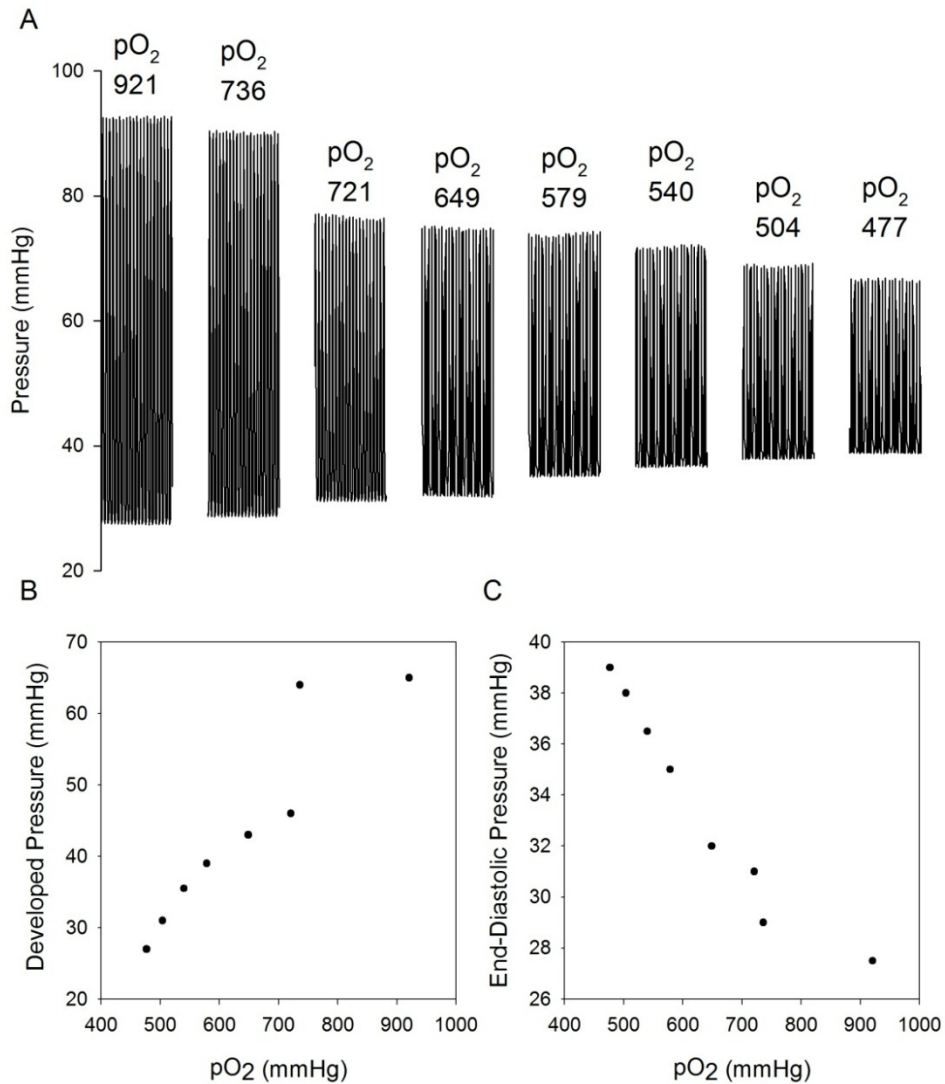 A
pO2 921
pO2 736
pO2 721
pO2 649
pO2 579
pO2 540
pO2 504
pO2 477
100
80
60
40
20
Pressure (mmHg)
B
70
60
50
40
30
20
Developed Pressure (mmHg)
400 500 600 700 800 900 1000
pO2 (mmHg)
C
40
38
36
34
32
30
28
26
End-Diastolic Pressure (mmHg)
400 500 600 700 800 900 1000
pO2 (mmHg)